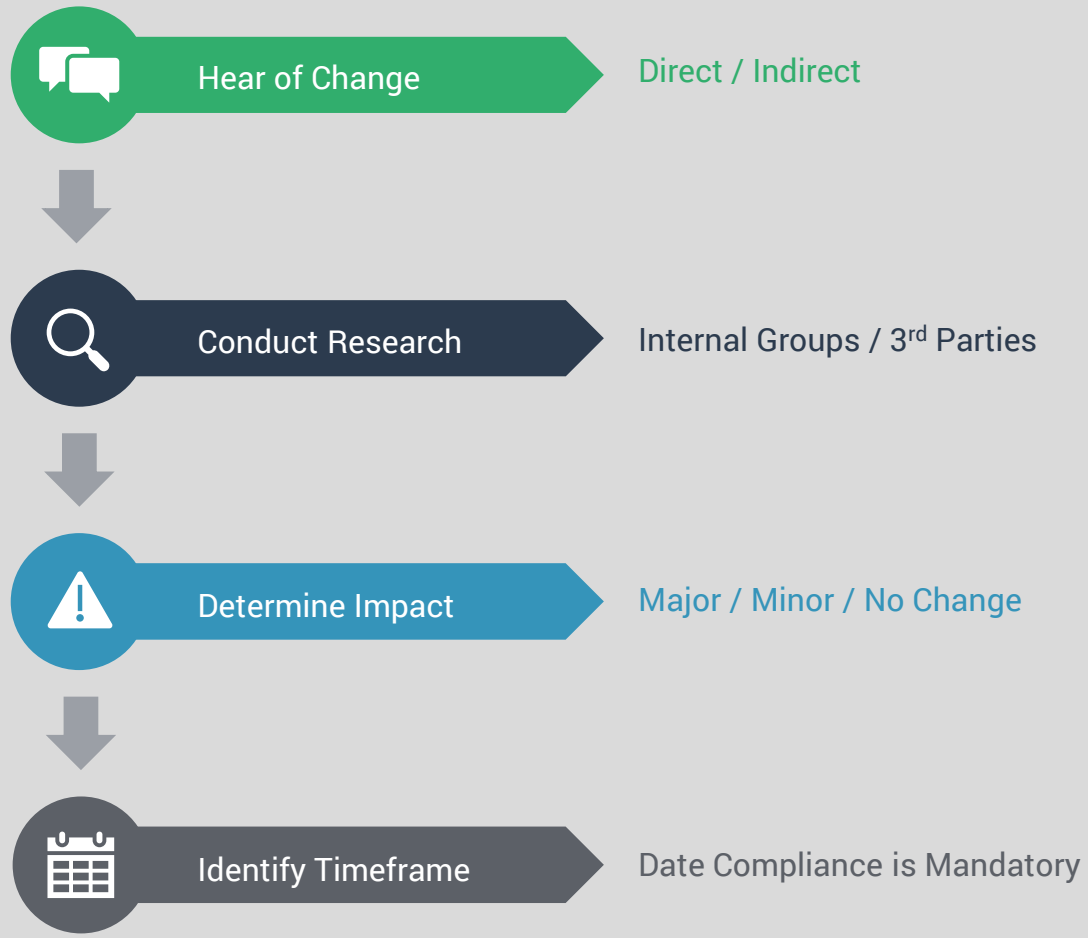 Hear of Change
Direct / Indirect
Conduct Research
Internal Groups / 3rd Parties
Determine Impact
Major / Minor / No Change
Identify Timeframe
Date Compliance is Mandatory